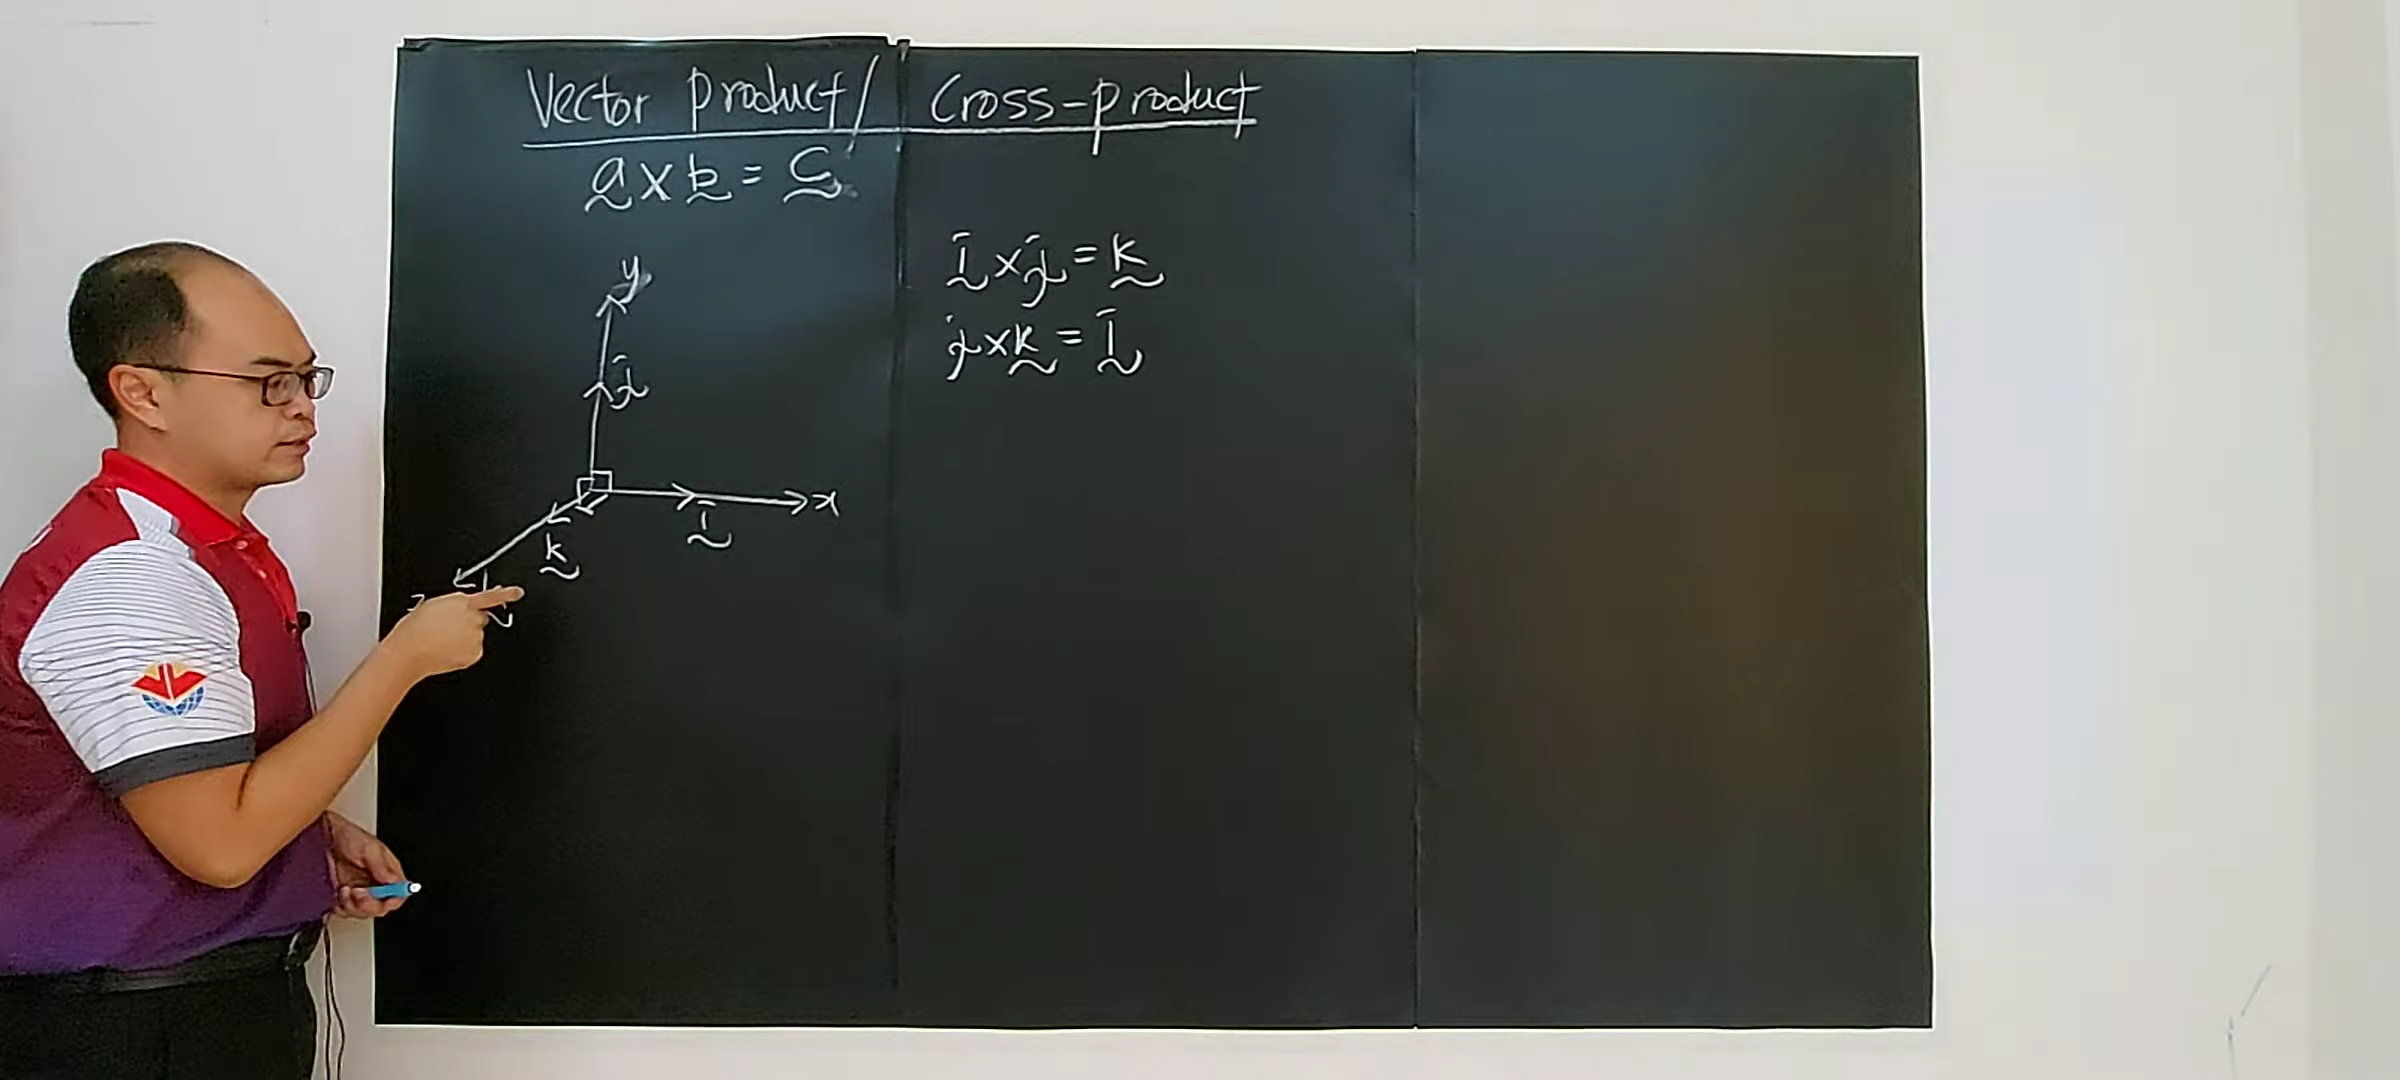 Vector product / Cross-product
a x b = c
i x j = k
j x k = i
y
j
x
i
k